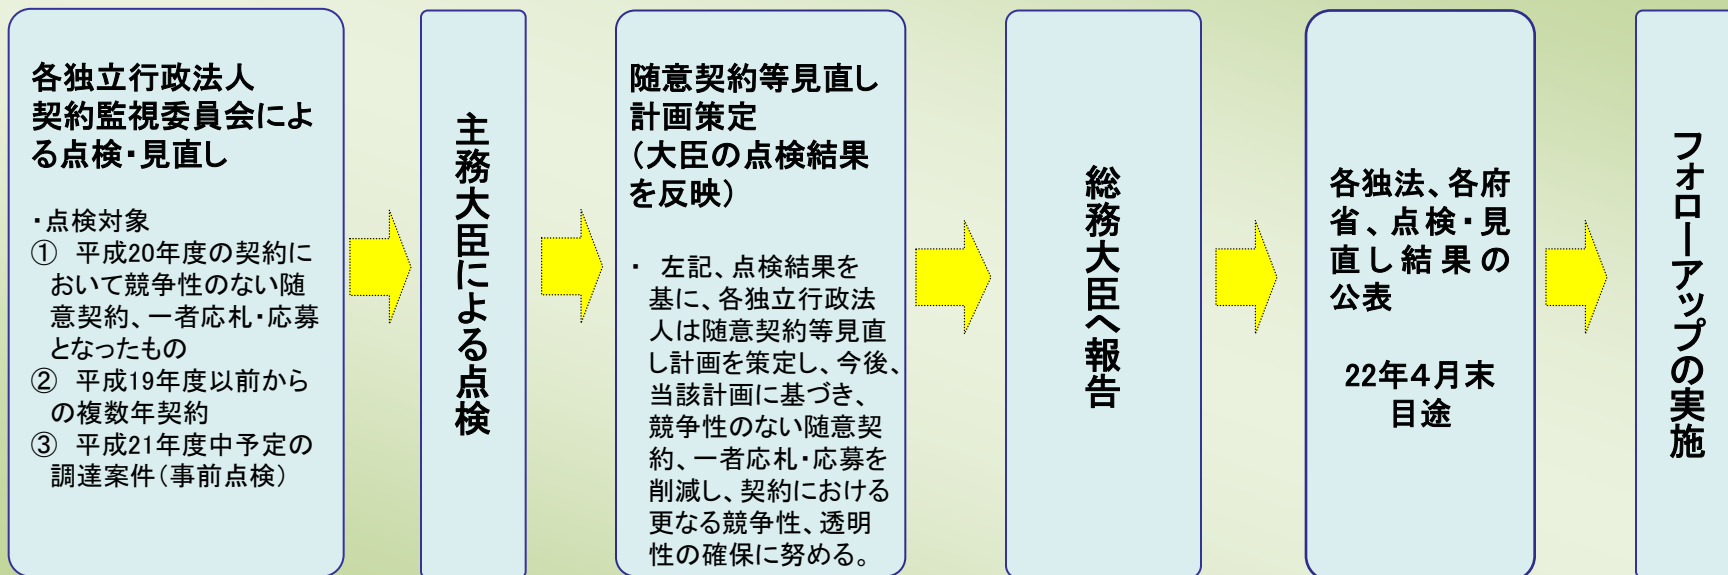 各独立行政法人
契約監視委員会によ
る点検・見直し
・点検対象
① 平成20年度の契約に
おいて競争性のない随
意契約、一者応札・応募
となったもの
② 平成19年度以前から
の複数年契約
③ 平成21年度中予定の
調達案件(事前点検)
主務大臣による点検
随意契約等見直し
計画策定
(大臣の点検結果
を反映)
・ 左記、点検結果を
基に、各独立行政法
人は随意契約等見直
し計画を策定し、今後、
当該計画に基づき、
競争性のない随意契
約、一者応札・応募を
削減し、契約における
更なる競争性、透明
性の確保に努める。
総務大臣へ報告
各独法、各府
省、点検・見
直し結果の
公表
22年4月末
目途
フォローアップの実施